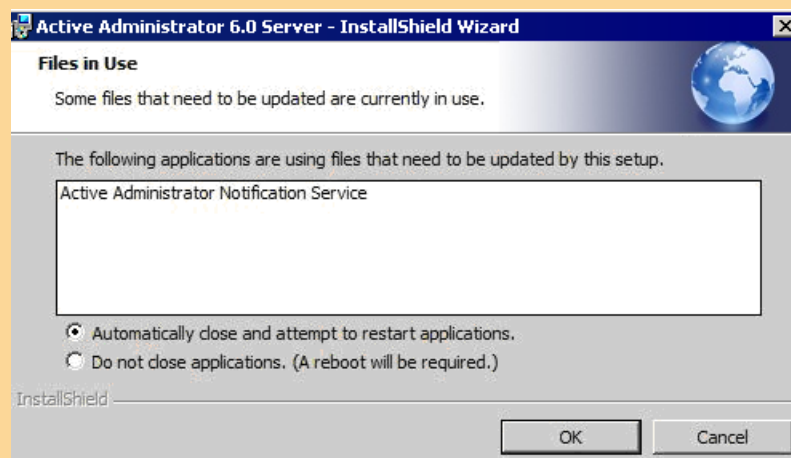 Active Administrator 6.0 Server - InstallShield Wizard
Files in Use
Some files that need to be updated are currently in use.
The following applications are using files that need to be updated by this setup.
Active Administrator Notification Service
Automatically close and attempt to restart applications.
Do not close applications. (A reboot will be required.)
InstallShield
OK Cancel